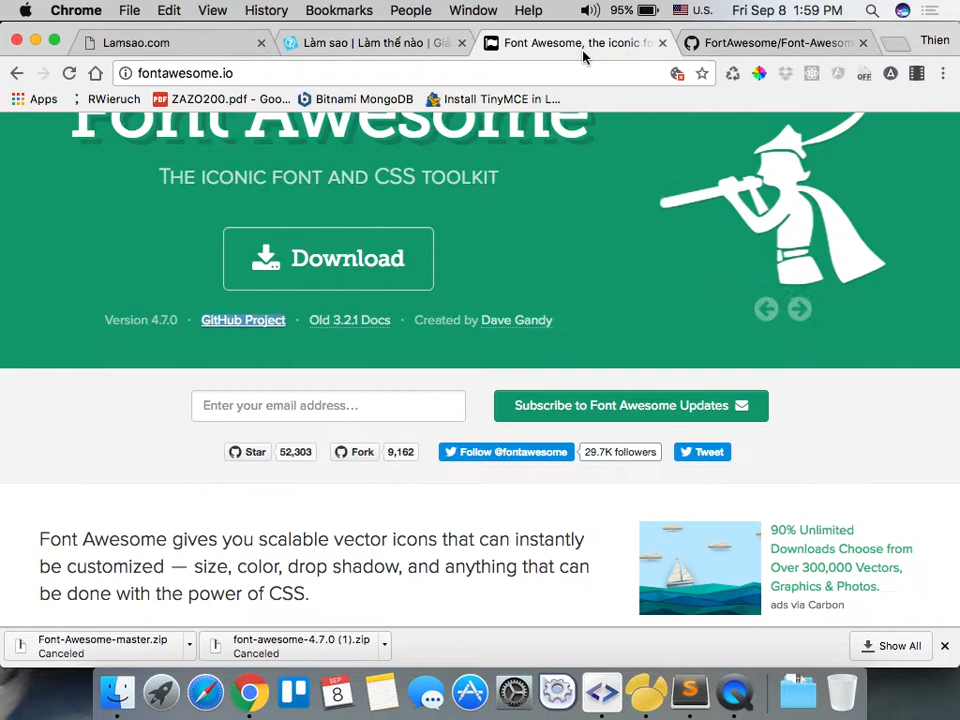 Chrome File Edit View History Bookmarks People Window Help 95% U.S. Fri Sep 8 1:59 PM
Lamsao.com Làm sao | Làm thế nào | Giả Font Awesome, the iconic fo FortAwesome/Font-Awesom Thien
fontawesome.io OFF
Apps RWieruch ZAZO200.pdf - Goo... Bitnami MongoDB Install TinyMCE in L...
Font Awesome
THE ICONIC FONT AND CSS TOOLKIT
Download
Version 4.7.0 · GitHub Project · Old 3.2.1 Docs · Created by Dave Gandy
Enter your email address... Subscribe to Font Awesome Updates
Star 52,303 Fork 9,162 Follow @fontawesome 29.7K followers Tweet
Font Awesome gives you scalable vector icons that can instantly
be customized — size, color, drop shadow, and anything that can
be done with the power of CSS.
90% Unlimited
Downloads Choose from
Over 300,000 Vectors,
Graphics & Photos.
ads via Carbon
Font-Awesome-master.zip
Canceled
font-awesome-4.7.0 (1).zip
Canceled
Show All
SEP
8